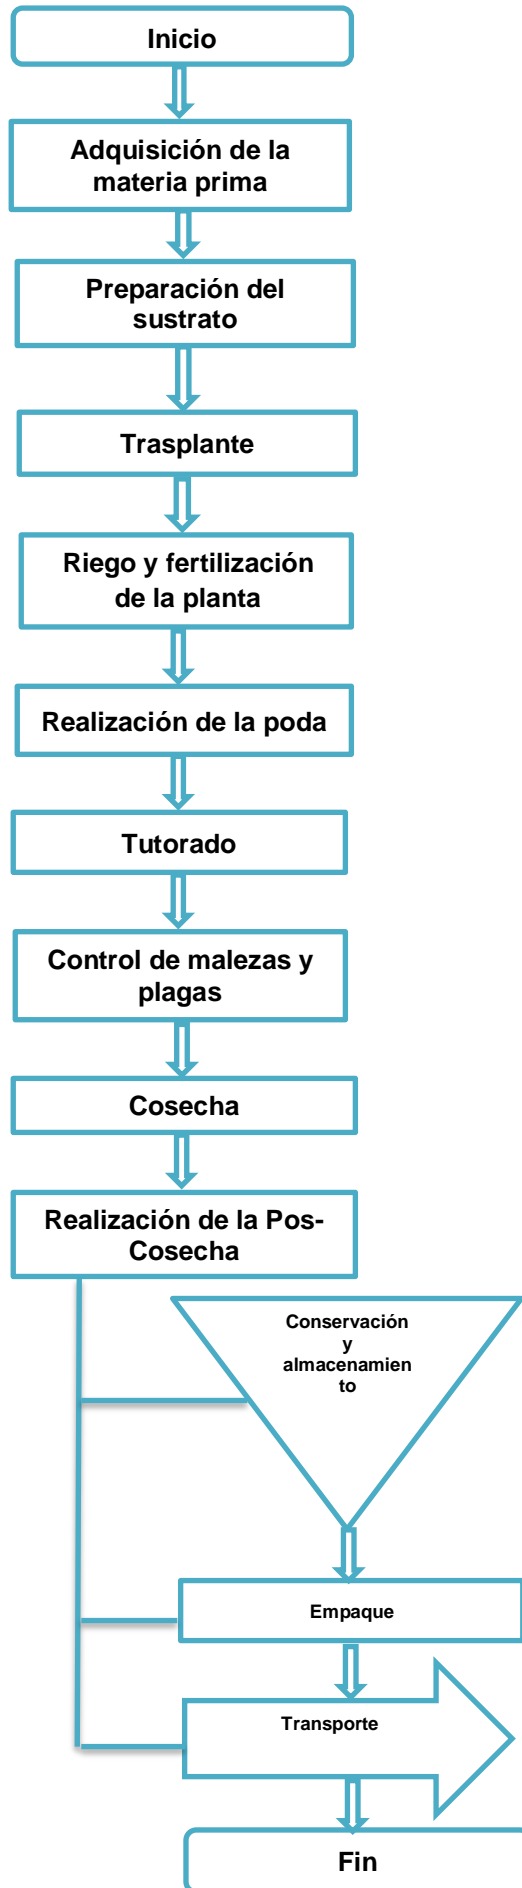 Inicio
Adquisición de la
materia prima
Preparación del
sustrato
Trasplante
Riego y fertilización
de la planta
Realización de la poda
Tutorado
Control de malezas y
plagas
Cosecha
Realización de la Pos-
Cosecha
Conservación
y
almacenamien
to
Empaque
Transporte
Fin